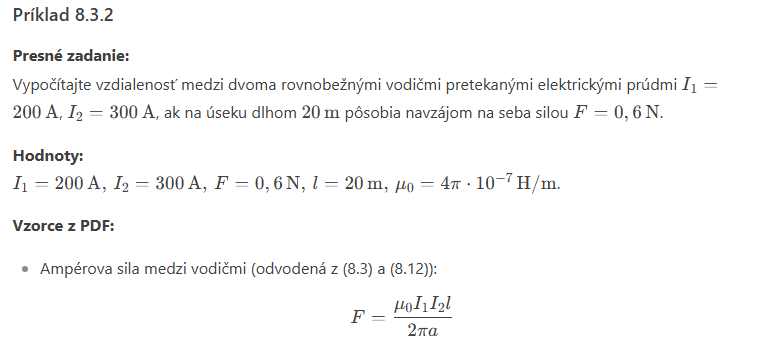 Príklad 8.3.2
Presné zadanie:
Vypočítajte vzdialenosť medzi dvoma rovnobežnými vodičmi pretekanými elektrickými prúdmi I₁ =
200 A, I₂ = 300 A, ak na úseku dlhom 20 m pôsobia navzájom na seba silou F = 0, 6 N.
Hodnoty:
I₁ = 200 A, I₂ = 300 A, F = 0, 6 N, l = 20 m, μ₀ = 4π · 10⁻⁷ H/m.
Vzorce z PDF:
• Ampérova sila medzi vodičmi (odvodená z (8.3) a (8.12)):
F = μ₀I₁I₂l / 2πa